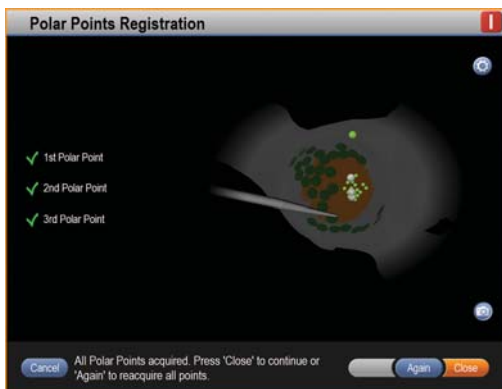 Polar Points Registration
1st Polar Point
2nd Polar Point
3rd Polar Point
Cancel
All Polar Points acquired. Press 'Close' to continue or
'Again' to reacquire all points.
Again
Close